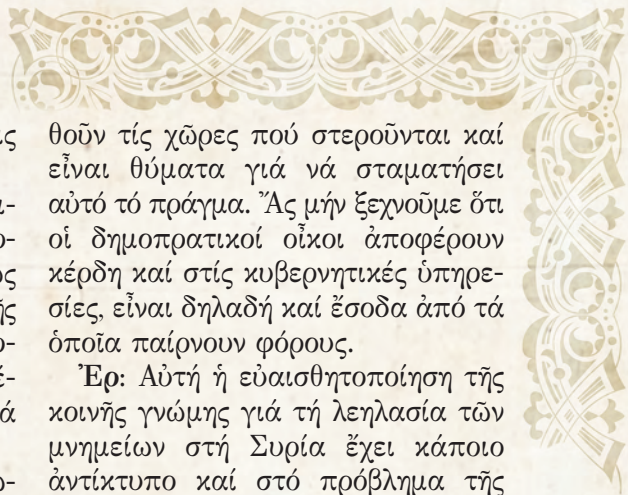 θοῦν τίς χῶρες πού στεροῦνται καί
εἶναι θύματα γιά νά σταματήσει
αὐτό τό πράγμα. Ἄς μήν ξεχνοῦμε ὅτι
οἱ δημοπρατικοί οἶκοι ἀποφέρουν
κέρδη καί στίς κυβερνητικές ὑπηρε-
σίες, εἶναι δηλαδή καί ἔσοδα ἀπό τά
ὁποῖα παίρνουν φόρους.
Ἐρ: Αὐτή ἡ εὐαισθητοποίηση τῆς
κοινῆς γνώμης γιά τή λεηλασία τῶν
μνημείων στή Συρία ἔχει κάποιο
ἀντίκτυπο καί στό πρόβλημα τῆς